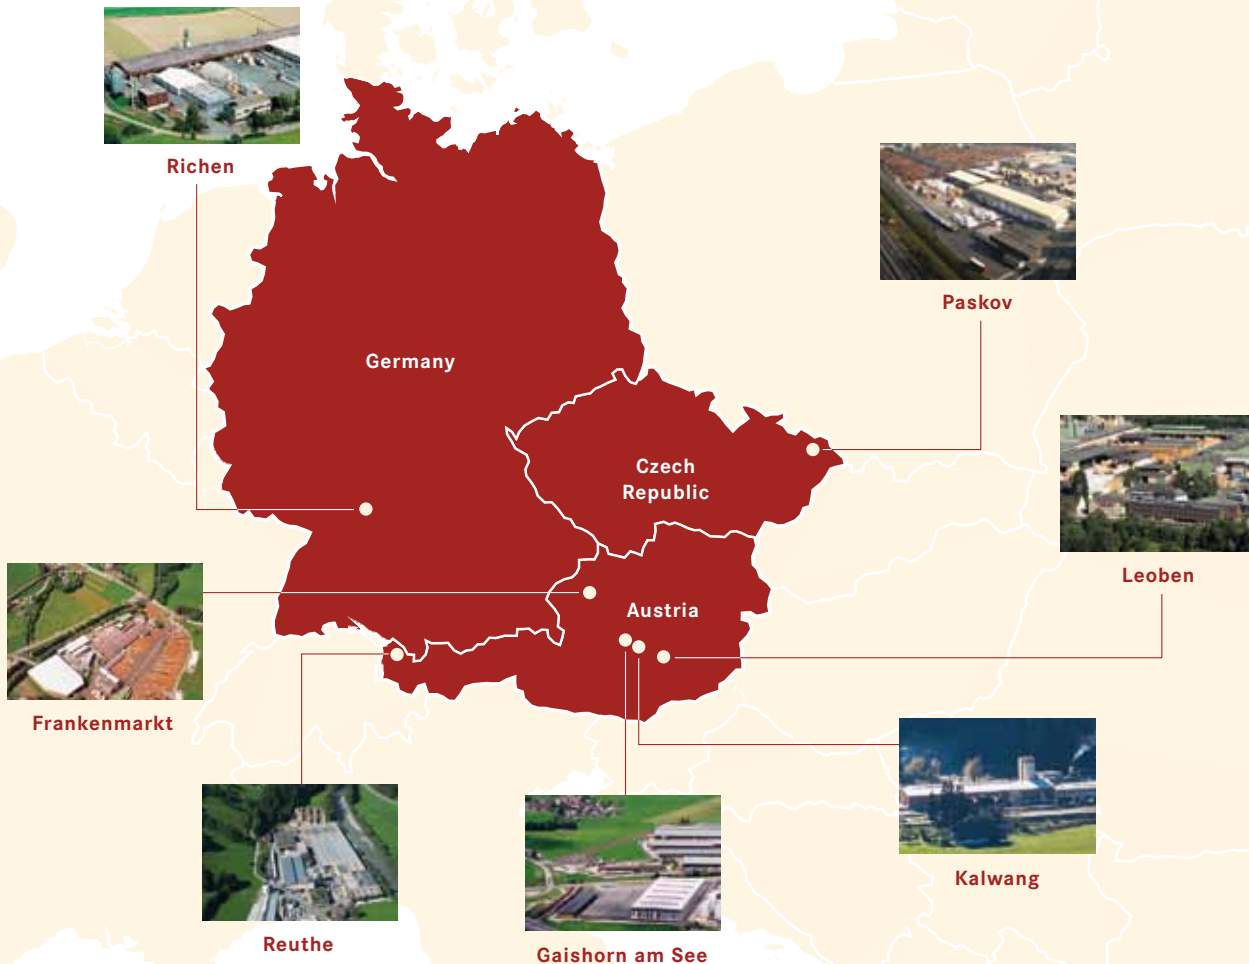 Richen
Paskov
Germany
Czech
Republic
Leoben
Austria
Frankenmarkt
Kalwang
Reuthe
Gaishorn am See